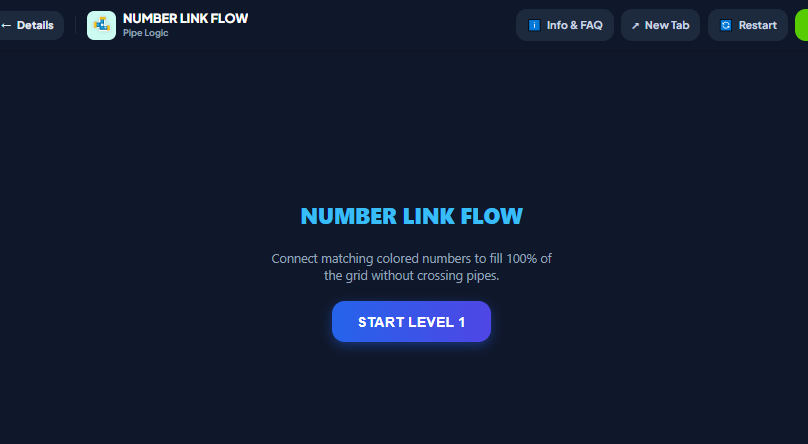 ← Details
NUMBER LINK FLOW
Pipe Logic
Info & FAQ
↗ New Tab
Restart
NUMBER LINK FLOW
Connect matching colored numbers to fill 100% of
the grid without crossing pipes.
START LEVEL 1